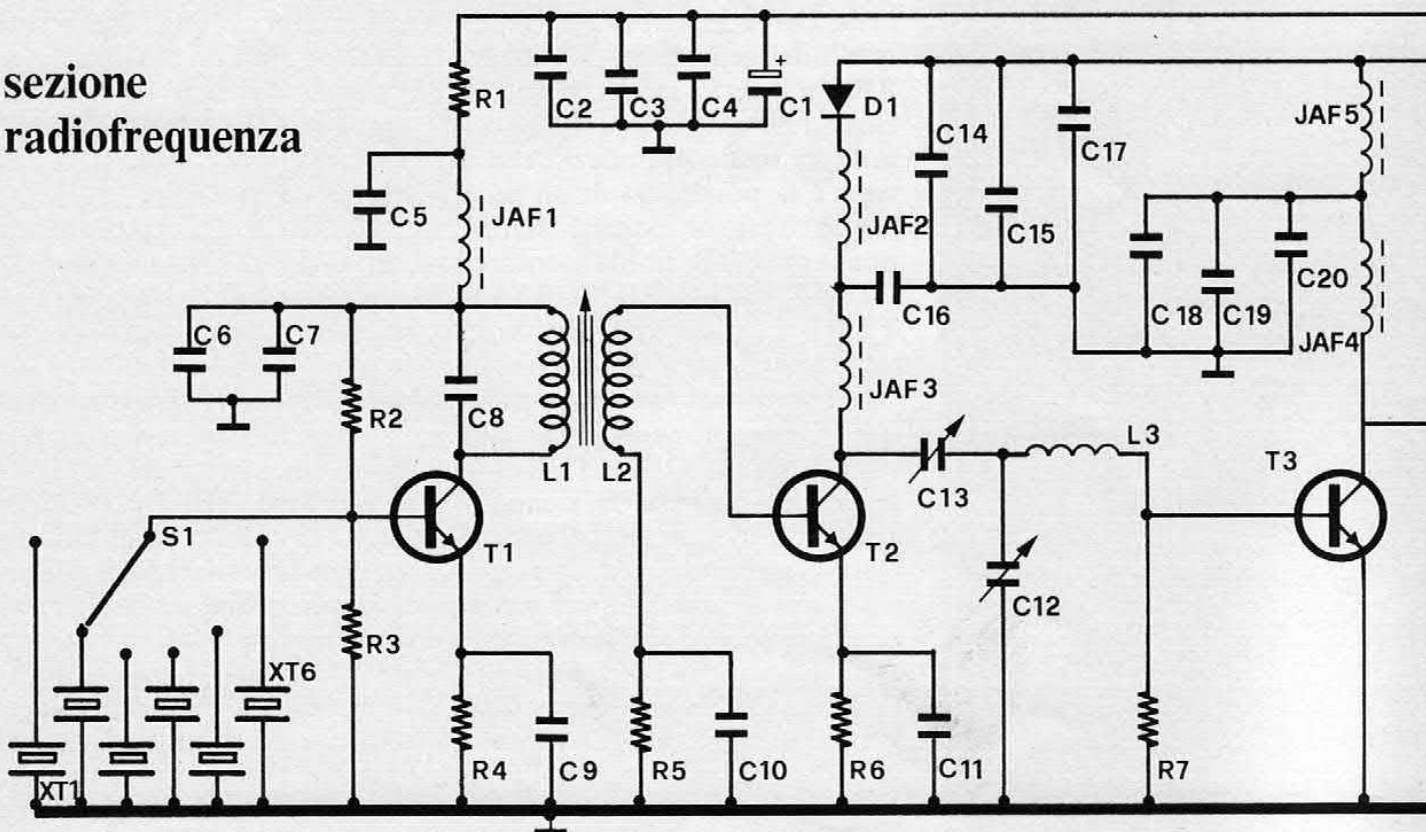 sezione
radiofrequenza
R1
C2
C3
C4
+
C1
D1
C14
C17
JAF5
C5
JAF1
JAF2
C15
C6
C7
C16
C18
C19
C20
JAF4
R2
C8
JAF3
L1
L2
C13
L3
T3
S1
T1
T2
C12
R3
XT6
XT1
R4
C9
R5
C10
R6
C11
R7